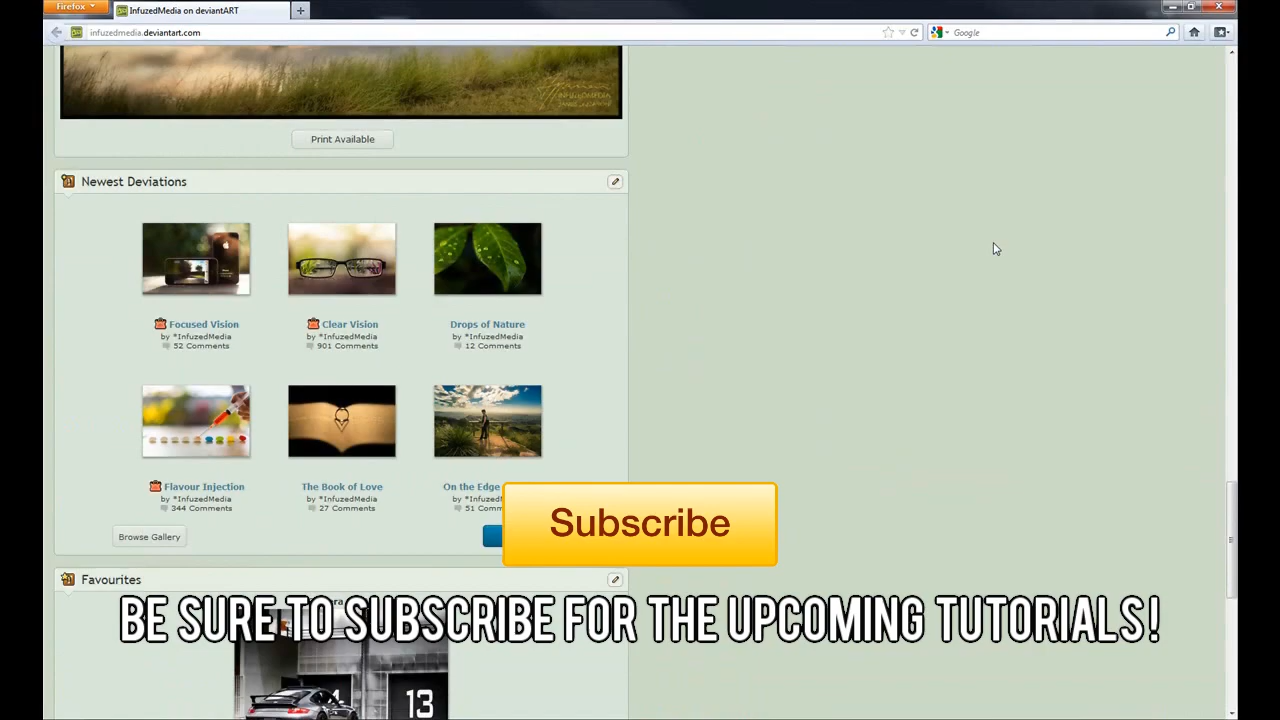 Firefox
InfuzedMedia on deviantART
infuzedmedia.deviantart.com
Google
Print Available
Newest Deviations
Focused Vision
by *InfuzedMedia
52 Comments
Clear Vision
by *InfuzedMedia
901 Comments
Drops of Nature
by *InfuzedMedia
12 Comments
Flavour Injection
by *InfuzedMedia
344 Comments
The Book of Love
by *InfuzedMedia
27 Comments
On the Edge
51
Browse Gallery
Subscribe
Favourites
BE SURE TO SUBSCRIBE FOR THE UPCOMING TUTORIALS!
13